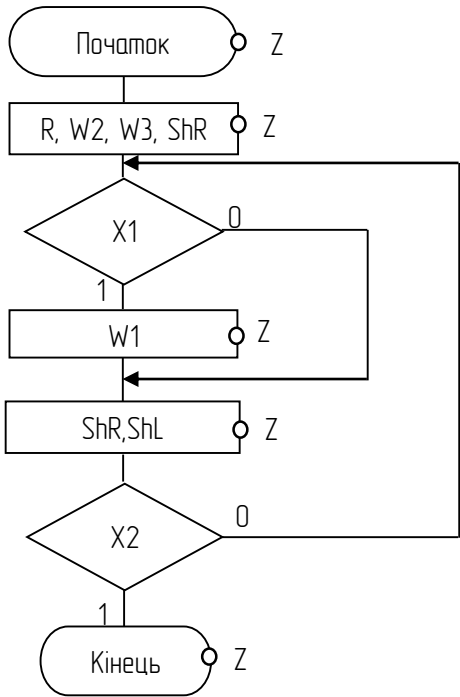 Початок Z
R, W2, W3, ShR Z
X1 0
1
W1 Z
ShR,ShL Z
X2 0
1
Кінець Z